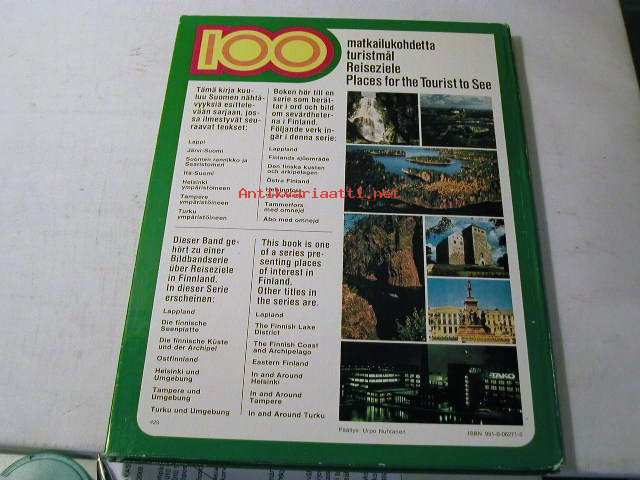 100
matkailukohdetta
turistmål
Reiseziele
Places for the Tourist to See
Tämä kirja kuu-
luu Suomen nähtä-
vyyksiä esittele-
vään sarjaan, jos-
sa ilmestyvät seu-
raavat teokset:
Lappi
Järvi-Suomi
Suomen rannikko ja
Saaristomeri
Itä-Suomi
Helsinki
ympäristöineen
Tampere
ympäristöineen
Turku
ympäristöineen
Boken hör till en
serie som berät-
tar i ord och bild
om sevärdheter-
na i Finland.
Följande verk in-
går i denna serie:
Lappland
Finlands sjöområde
Den finska kusten
och arkipelagen
Östra Finland
Helsingfors
Tammerfors
med omnejd
Åbo med omnejd
Antikvariaatti.net
Dieser Band ge-
hört zu einer
Bildbandserie
über Reiseziele
in Finnland.
In dieser Serie
erscheinen:
Lappland
Die finnische
Seenplatte
Die finnische Küste
und der Archipel
Ostfinnland
Helsinki und
Umgebung
Tampere und
Umgebung
Turku und Umgebung
This book is one
of a series pre-
senting places
of interest in
Finland.
Other titles in
the series are.
Lapland
The Finnish Lake
District
The Finnish Coast
and Archipelago
Eastern Finland
In and Around
Helsinki
In and Around
Tampere
In and Around Turku
TAKO
Päällys: Urpo Huhtanen
ISBN